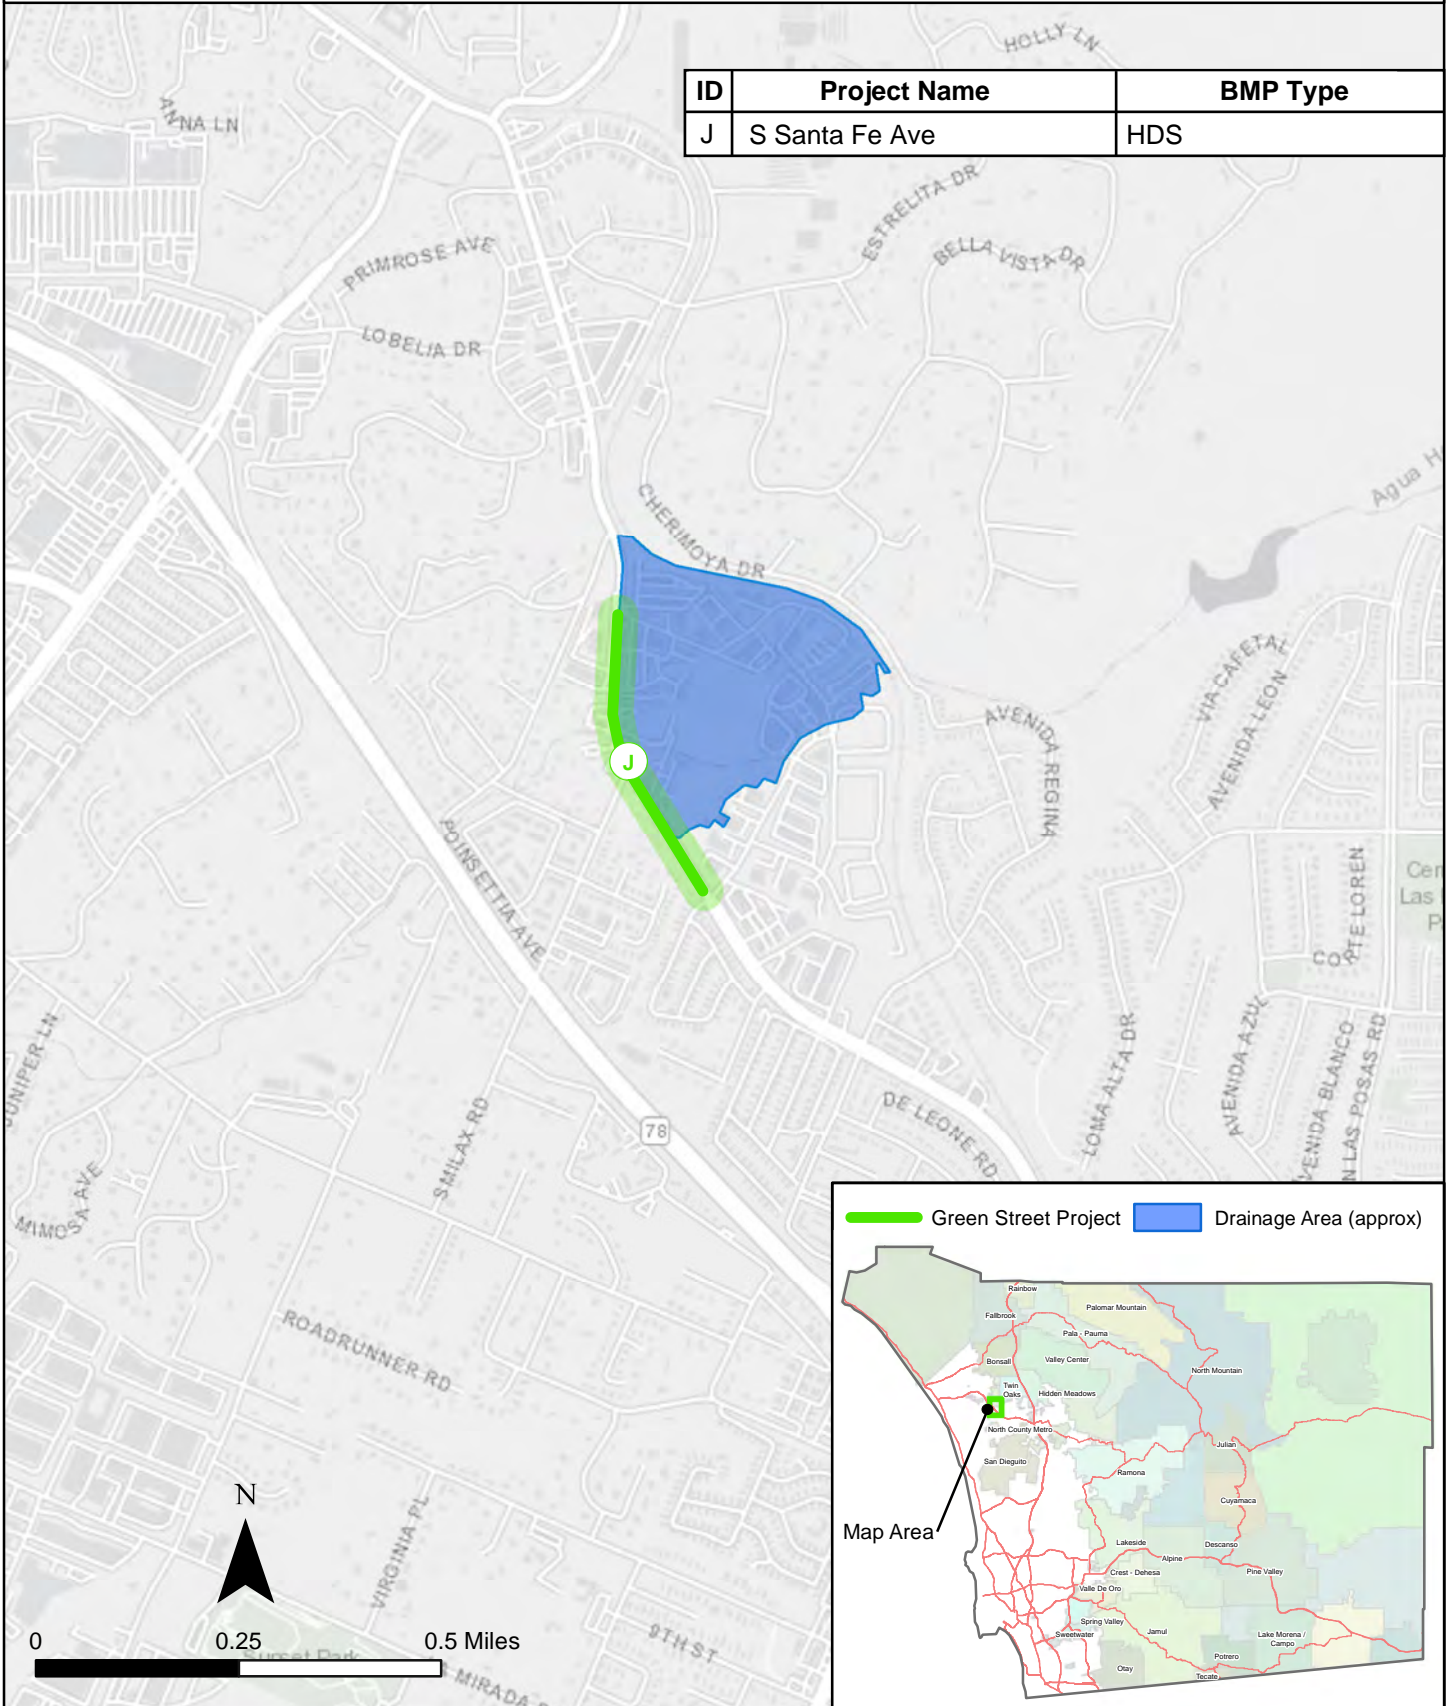 HOLLY LN
ID Project Name BMP Type
J S Santa Fe Ave HDS
ANNA LN
ESTRELITA DR
PRIMROSE AVE
BELLA VISTA DR
LOBELIA DR
Agua H
CHERIMOYA DR
VIA CAFETAL
AVENIDA LEON
AVENIDA REGINA
J
POINSETTIA AVE
CORTE LOREN
Cer
Las
P
JUNIPER LN
AVENIDA AZUL
LOMA ALTA DR
AVENIDA BLANCO
N LAS POSAS RD
DE LEONE RD
78
SMILAX RD
MIMOSA AVE
Green Street Project
Drainage Area (approx)
Rainbow
Fallbrook
Palomar Mountain
Pala - Pauma
Bonsall
Valley Center
North Mountain
Twin
Oaks
Hidden Meadows
North County Metro
San Dieguito
Julian
Ramona
Cuyamaca
Map Area
Lakeside
Descanso
Alpine
Crest - Dehesa
Pine Valley
Valle De Oro
Spring Valley
Jamul
Sweetwater
Lake Morena /
Campo
Potrero
Otay
Tecate
ROADRUNNER RD
N
VIRGINIA PL
9TH ST
0 0.25 0.5 Miles
Sunset Park
MIRADA